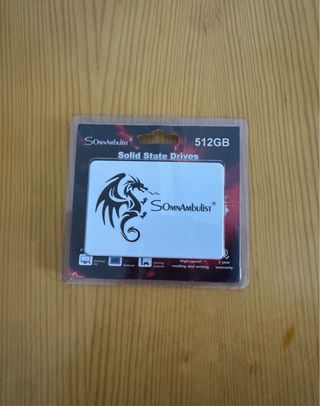 SOMNAMBULIST® 512GB
Solid State Drives
SOMNAMBULIST®
High-speed
reading and writing
3 year
warranty